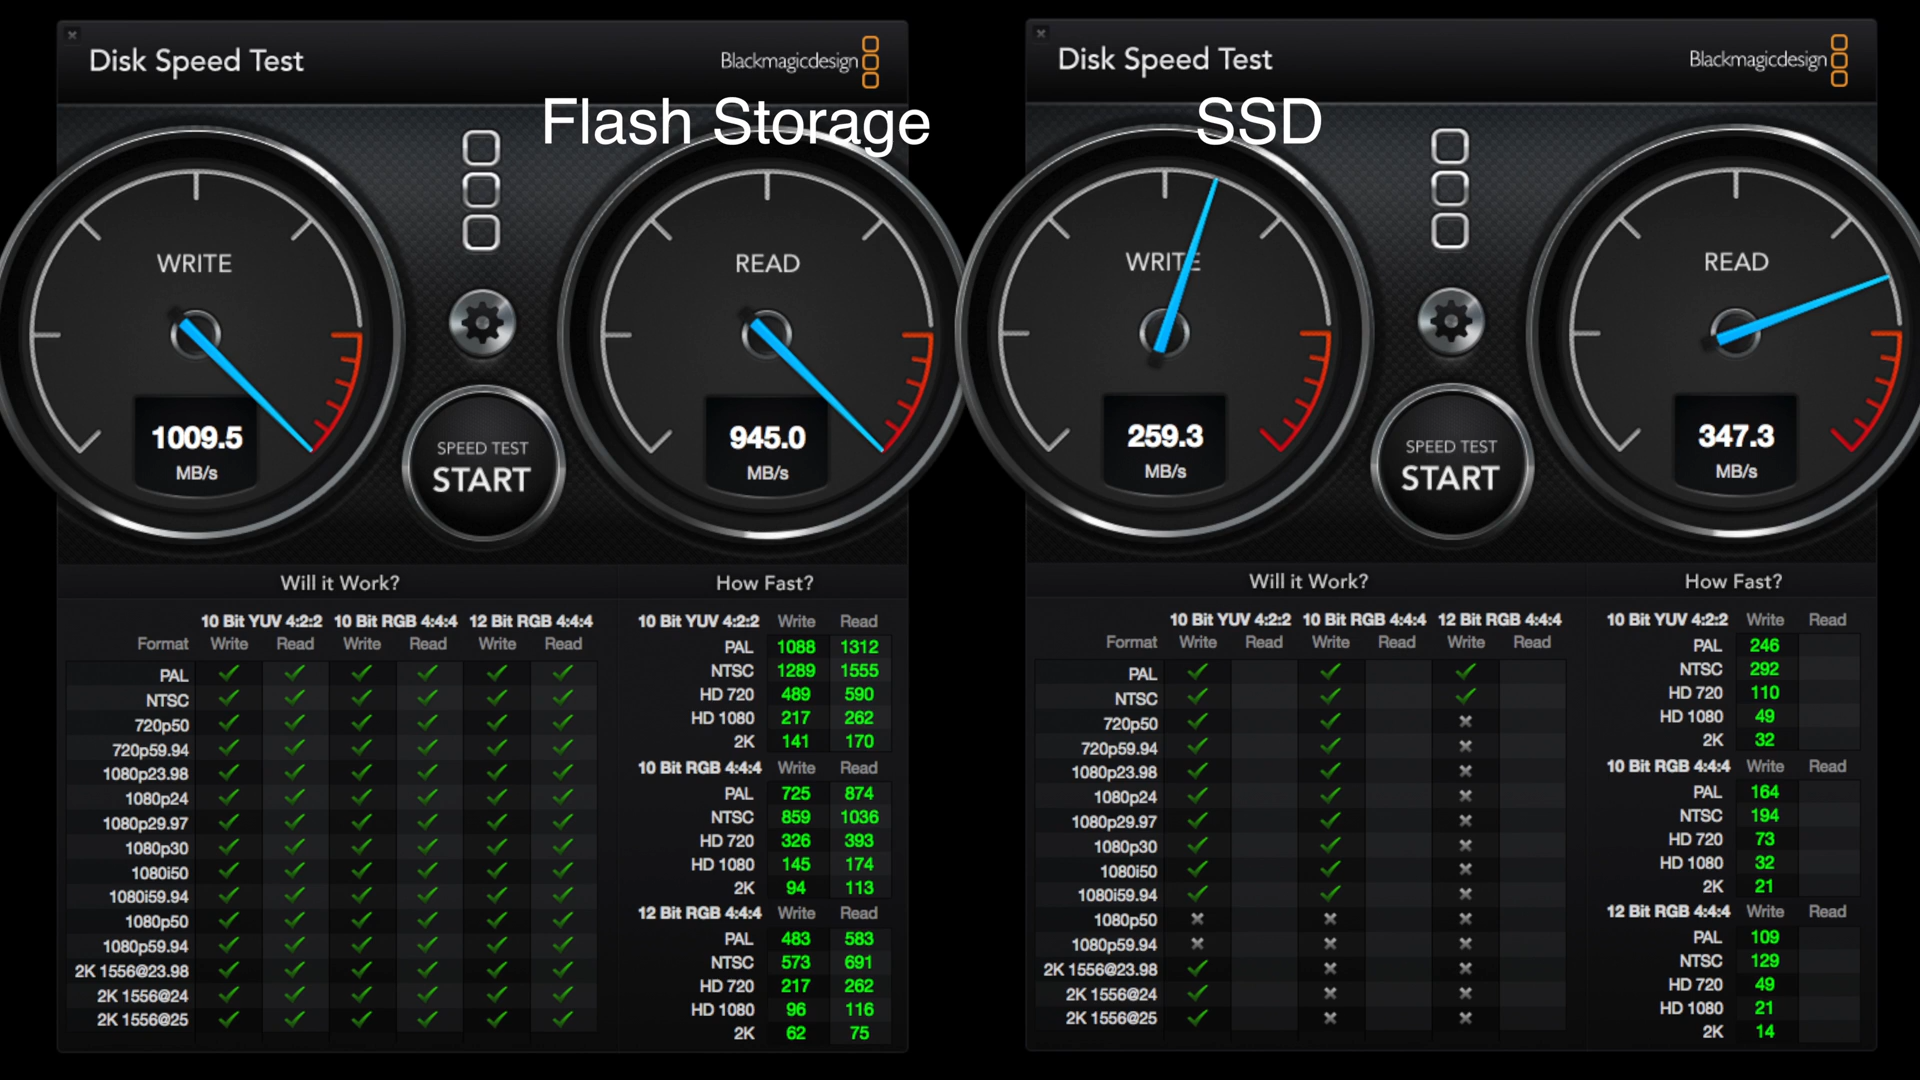 Disk Speed Test
Blackmagicdesign
Flash Storage
WRITE
READ
1009.5
MB/s
945.0
MB/s
SPEED TEST
START
Will it Work?
How Fast?
10 Bit YUV 4:2:2 10 Bit RGB 4:4:4 12 Bit RGB 4:4:4
Format Write Read Write Read Write Read
PAL
NTSC
720p50
720p59.94
1080p23.98
1080p24
1080p29.97
1080p30
1080i50
1080i59.94
1080p50
1080p59.94
2K 1556@23.98
2K 1556@24
2K 1556@25
10 Bit YUV 4:2:2 Write Read
PAL 1088 1312
NTSC 1289 1555
HD 720 489 590
HD 1080 217 262
2K 141 170
10 Bit RGB 4:4:4 Write Read
PAL 725 874
NTSC 859 1036
HD 720 326 393
HD 1080 145 174
2K 94 113
12 Bit RGB 4:4:4 Write Read
PAL 483 583
NTSC 573 691
HD 720 217 262
HD 1080 96 116
2K 62 75
Disk Speed Test
Blackmagicdesign
SSD
WRITE
READ
259.3
MB/s
347.3
MB/s
SPEED TEST
START
Will it Work?
How Fast?
10 Bit YUV 4:2:2 10 Bit RGB 4:4:4 12 Bit RGB 4:4:4
Format Write Read Write Read Write Read
PAL
NTSC
720p50
720p59.94
1080p23.98
1080p24
1080p29.97
1080p30
1080i50
1080i59.94
1080p50
1080p59.94
2K 1556@23.98
2K 1556@24
2K 1556@25
10 Bit YUV 4:2:2 Write Read
PAL 246
NTSC 292
HD 720 110
HD 1080 49
2K 32
10 Bit RGB 4:4:4 Write Read
PAL 164
NTSC 194
HD 720 73
HD 1080 32
2K 21
12 Bit RGB 4:4:4 Write Read
PAL 109
NTSC 129
HD 720 49
HD 1080 21
2K 14